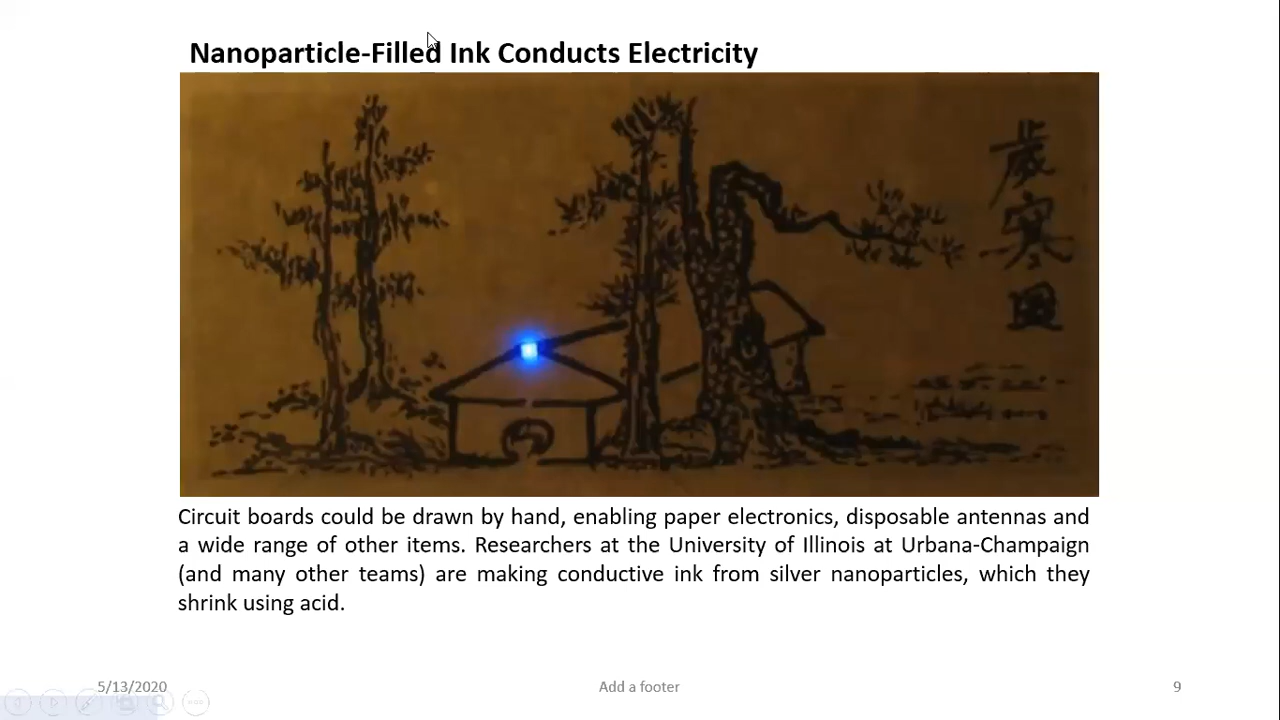 Nanoparticle-Filled Ink Conducts Electricity
歲
寒
圖
Circuit boards could be drawn by hand, enabling paper electronics, disposable antennas and
a wide range of other items. Researchers at the University of Illinois at Urbana-Champaign
(and many other teams) are making conductive ink from silver nanoparticles, which they
shrink using acid.
5/13/2020
Add a footer
9